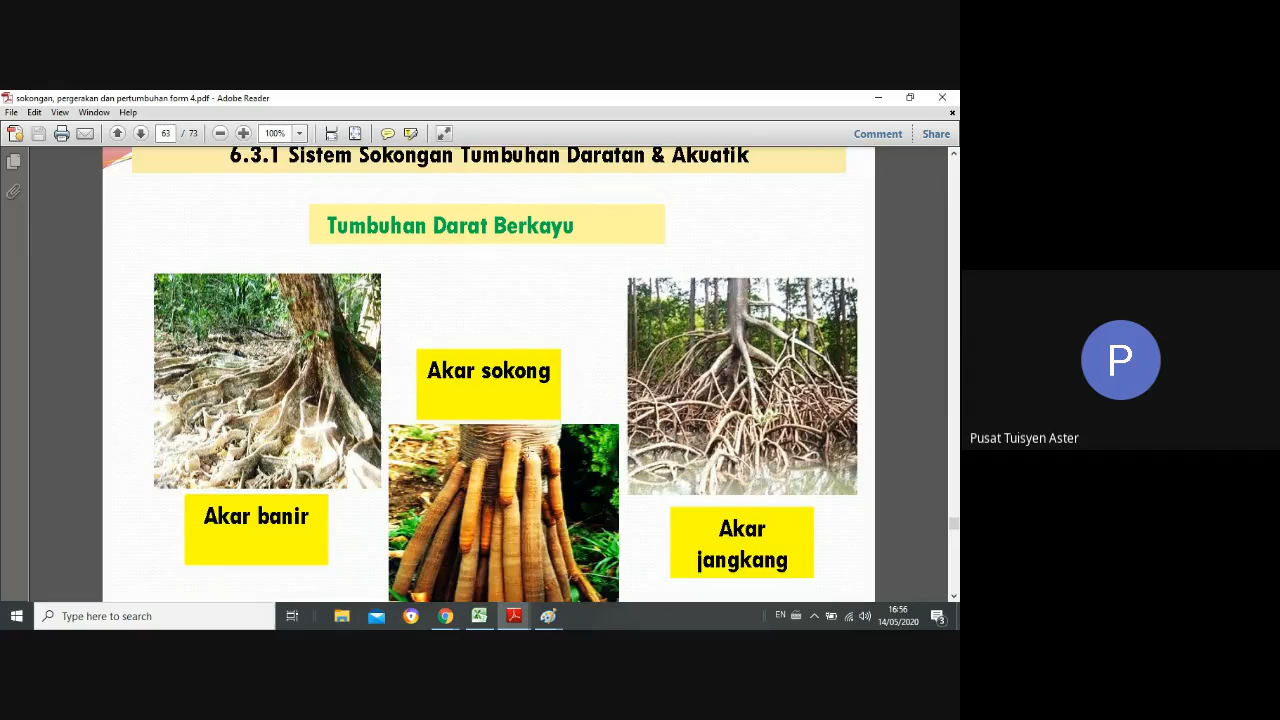 sokongan, pergerakan dan pertumbuhan form 4.pdf - Adobe Reader
File Edit View Window Help
63 / 73 100% Comment Share
6.3.1 Sistem Sokongan Tumbuhan Daratan & Akuatik
Tumbuhan Darat Berkayu
Akar sokong
Akar banir
Akar
jangkang
P
Pusat Tuisyen Aster
Type here to search
EN
16:56
14/05/2020
3